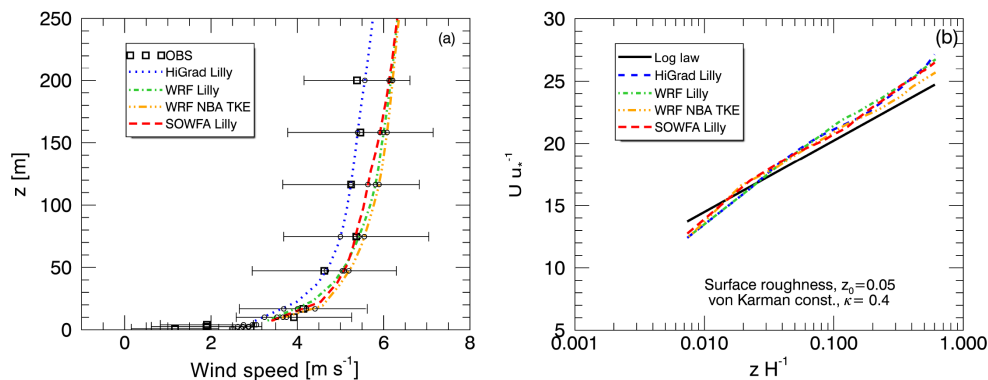 (a)
250
200
150
100
50
0
z [m]
OBS
HiGrad Lilly
WRF Lilly
WRF NBA TKE
SOWFA Lilly
0 2 4 6 8
Wind speed [m s⁻¹]
(b)
30
25
20
15
10
5
U u*⁻¹
Log law
HiGrad Lilly
WRF Lilly
WRF NBA TKE
SOWFA Lilly
Surface roughness, z₀=0.05
von Karman const., κ= 0.4
0.001 0.010 0.100 1.000
z H⁻¹